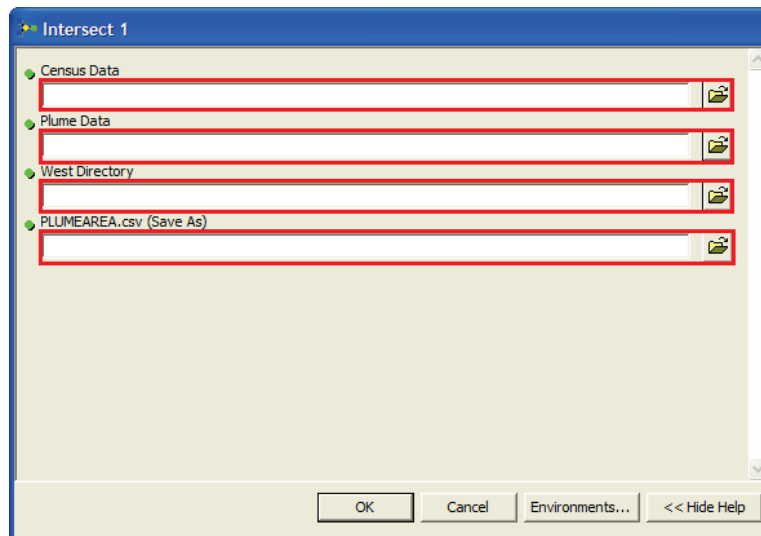 Intersect 1
Census Data
Plume Data
West Directory
PLUMEAREA.csv (Save As)
OK Cancel Environments... << Hide Help